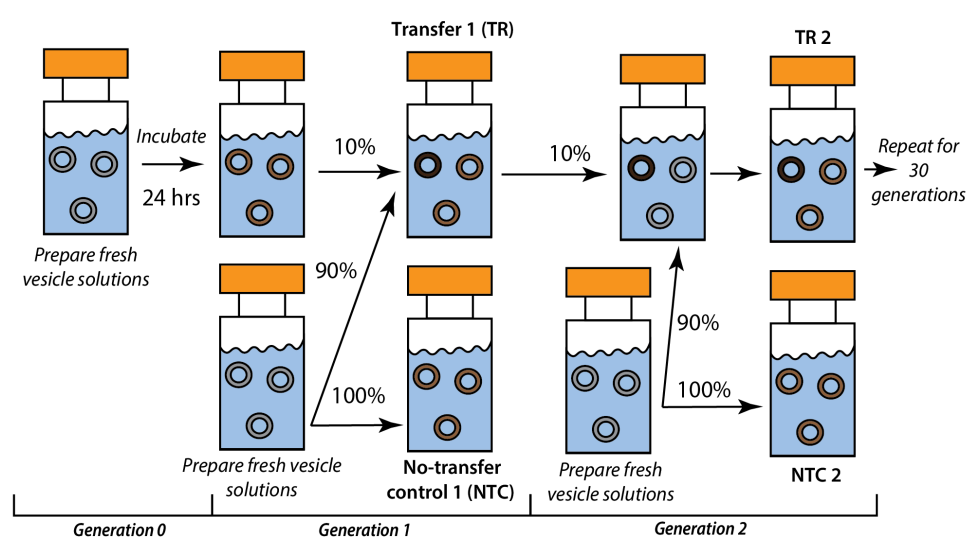 Transfer 1 (TR)
TR 2
Incubate
24 hrs
10%
10%
Repeat for
30
generations
Prepare fresh
vesicle solutions
90%
100%
90%
100%
Prepare fresh vesicle
solutions
No-transfer
control 1 (NTC)
Prepare fresh
vesicle solutions
NTC 2
Generation 0
Generation 1
Generation 2